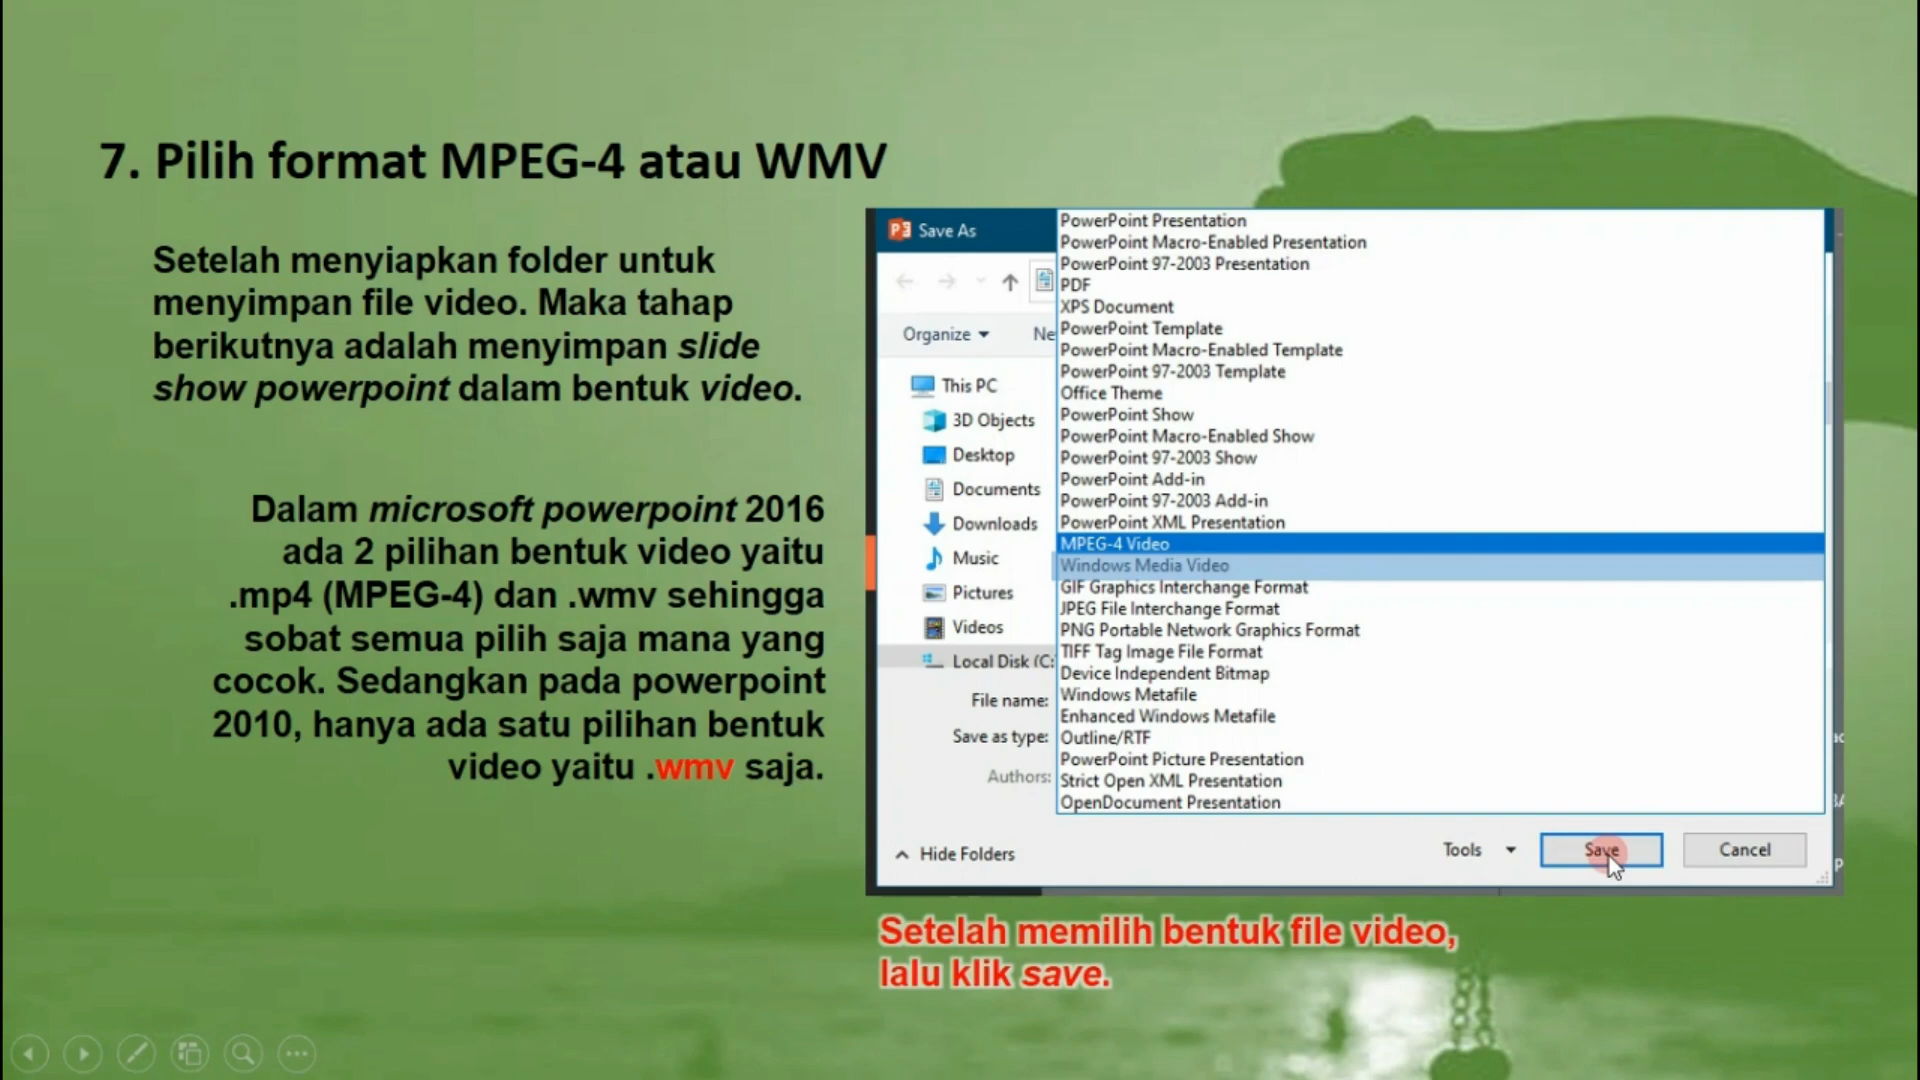 7. Pilih format MPEG-4 atau WMV
Setelah menyiapkan folder untuk
menyimpan file video. Maka tahap
berikutnya adalah menyimpan slide
show powerpoint dalam bentuk video.
Dalam microsoft powerpoint 2016
ada 2 pilihan bentuk video yaitu
.mp4 (MPEG-4) dan .wmv sehingga
sobat semua pilih saja mana yang
cocok. Sedangkan pada powerpoint
2010, hanya ada satu pilihan bentuk
video yaitu .wmv saja.
Save As
Organize
Ne
This PC
3D Objects
Desktop
Documents
Downloads
Music
Pictures
Videos
Local Disk (C:
File name:
Save as type:
Authors:
PowerPoint Presentation
PowerPoint Macro-Enabled Presentation
PowerPoint 97-2003 Presentation
PDF
XPS Document
PowerPoint Template
PowerPoint Macro-Enabled Template
PowerPoint 97-2003 Template
Office Theme
PowerPoint Show
PowerPoint Macro-Enabled Show
PowerPoint 97-2003 Show
PowerPoint Add-in
PowerPoint 97-2003 Add-in
PowerPoint XML Presentation
MPEG-4 Video
Windows Media Video
GIF Graphics Interchange Format
JPEG File Interchange Format
PNG Portable Network Graphics Format
TIFF Tag Image File Format
Device Independent Bitmap
Windows Metafile
Enhanced Windows Metafile
Outline/RTF
PowerPoint Picture Presentation
Strict Open XML Presentation
OpenDocument Presentation
Hide Folders
Tools
Save
Cancel
Setelah memilih bentuk file video,
lalu klik save.